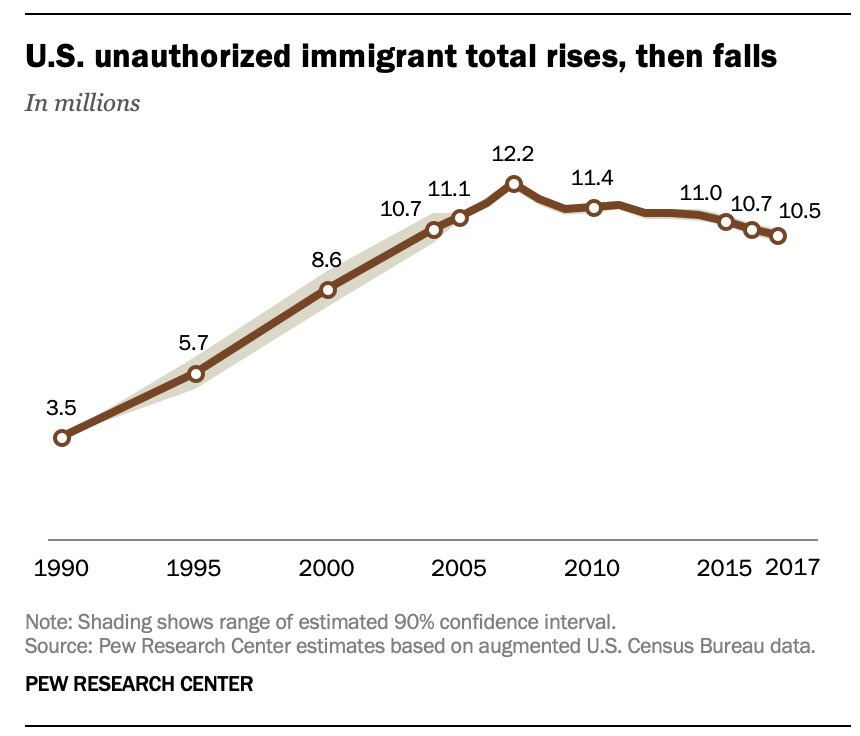 U.S. unauthorized immigrant total rises, then falls
In millions
12.2
11.4
11.1
11.0
10.7
10.7
10.5
8.6
5.7
3.5
1990 1995 2000 2005 2010 2015 2017
Note: Shading shows range of estimated 90% confidence interval.
Source: Pew Research Center estimates based on augmented U.S. Census Bureau data.
PEW RESEARCH CENTER